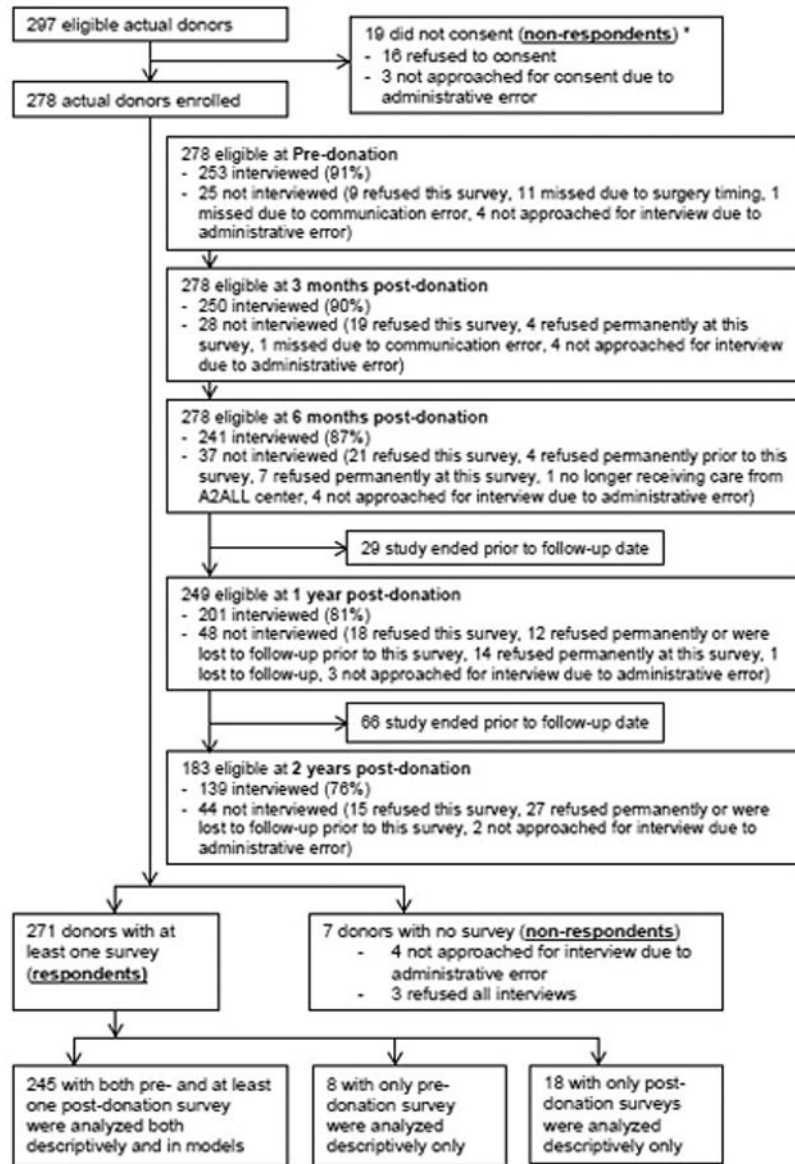 297 eligible actual donors
19 did not consent (non-respondents) *
- 16 refused to consent
- 3 not approached for consent due to
administrative error
278 actual donors enrolled
278 eligible at Pre-donation
- 253 interviewed (91%)
- 25 not interviewed (9 refused this survey, 11 missed due to surgery timing, 1
missed due to communication error, 4 not approached for interview due to
administrative error)
278 eligible at 3 months post-donation
- 250 interviewed (90%)
- 28 not interviewed (19 refused this survey, 4 refused permanently at this
survey, 1 missed due to communication error, 4 not approached for interview
due to administrative error)
278 eligible at 6 months post-donation
- 241 interviewed (87%)
- 37 not interviewed (21 refused this survey, 4 refused permanently prior to this
survey, 7 refused permanently at this survey, 1 no longer receiving care from
A2ALL center, 4 not approached for interview due to administrative error)
29 study ended prior to follow-up date
249 eligible at 1 year post-donation
- 201 interviewed (81%)
- 48 not interviewed (18 refused this survey, 12 refused permanently or were
lost to follow-up prior to this survey, 14 refused permanently at this survey, 1
lost to follow-up, 3 not approached for interview due to administrative error)
66 study ended prior to follow-up date
183 eligible at 2 years post-donation
- 139 interviewed (76%)
- 44 not interviewed (15 refused this survey, 27 refused permanently or were
lost to follow-up prior to this survey, 2 not approached for interview due to
administrative error)
271 donors with at
least one survey
(respondents)
7 donors with no survey (non-respondents)
- 4 not approached for interview due to
administrative error
- 3 refused all interviews
245 with both pre- and at least
one post-donation survey
were analyzed both
descriptively and in models
8 with only pre-
donation survey
were analyzed
descriptively only
18 with only post-
donation surveys
were analyzed
descriptively only